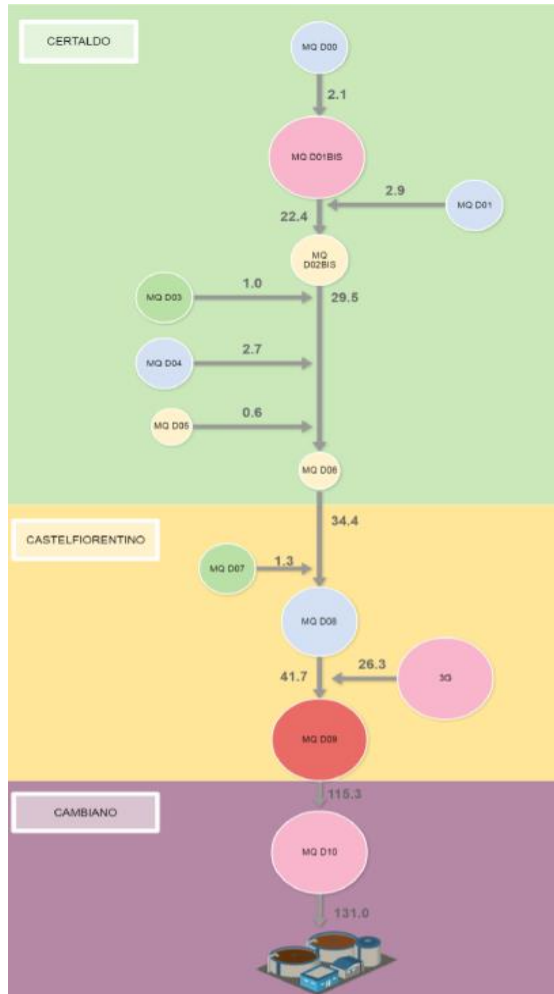 CERTALDO
MQ D00
2.1
MQ D01BIS
2.9
MQ D01
22.4
MQ
D02BIS
1.0
29.5
MQ D03
2.7
MQ D04
0.6
MQ D05
MQ D06
34.4
CASTELFIORENTINO
1.3
MQ D07
MQ D08
41.7
26.3
3G
MQ D09
115.3
CAMBIANO
MQ D10
131.0